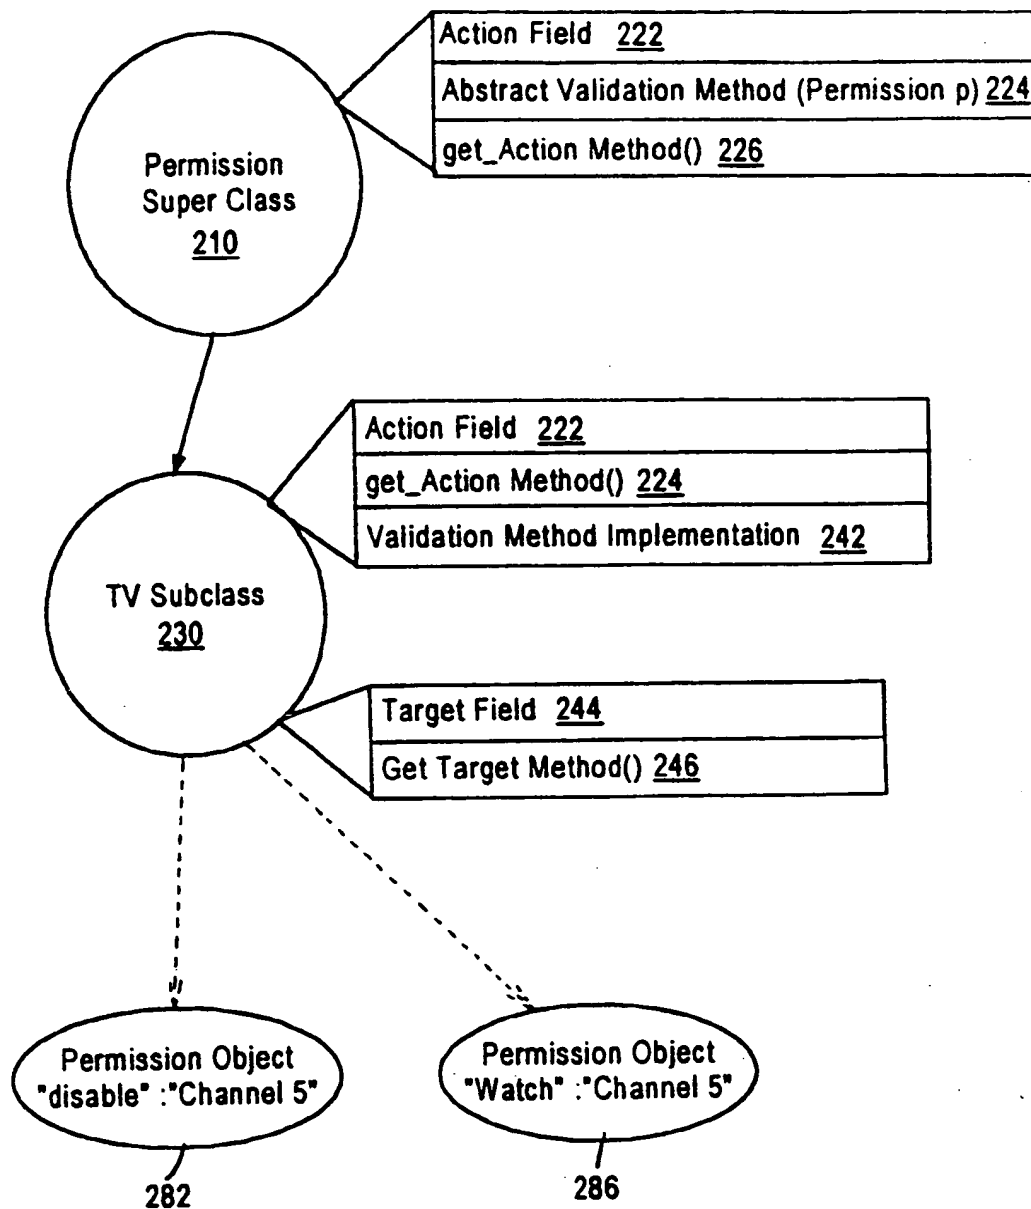 Action Field 222
Abstract Validation Method (Permission p) 224
get_Action Method() 226
Permission
Super Class
210
Action Field 222
get_Action Method() 224
Validation Method Implementation 242
TV Subclass
230
Target Field 244
Get Target Method() 246
Permission Object
"disable" :"Channel 5"
Permission Object
"Watch" :"Channel 5"
282
286